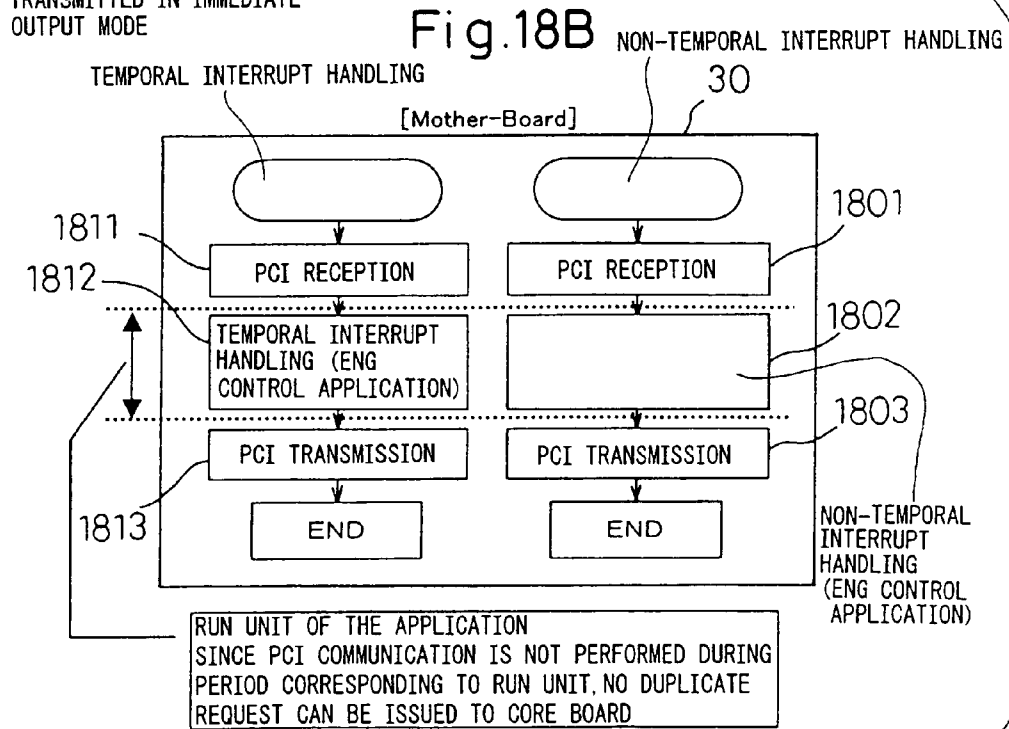 TRANSMITTED IN IMMEDIATE
OUTPUT MODE
Fig.18B
NON-TEMPORAL INTERRUPT HANDLING
TEMPORAL INTERRUPT HANDLING
30
[Mother-Board]
1811
1801
PCI RECEPTION
PCI RECEPTION
1812
1802
TEMPORAL INTERRUPT
HANDLING (ENG
CONTROL APPLICATION)
1803
PCI TRANSMISSION
PCI TRANSMISSION
1813
END
END
NON-TEMPORAL
INTERRUPT
HANDLING
(ENG CONTROL
APPLICATION)
RUN UNIT OF THE APPLICATION
SINCE PCI COMMUNICATION IS NOT PERFORMED DURING
PERIOD CORRESPONDING TO RUN UNIT, NO DUPLICATE
REQUEST CAN BE ISSUED TO CORE BOARD